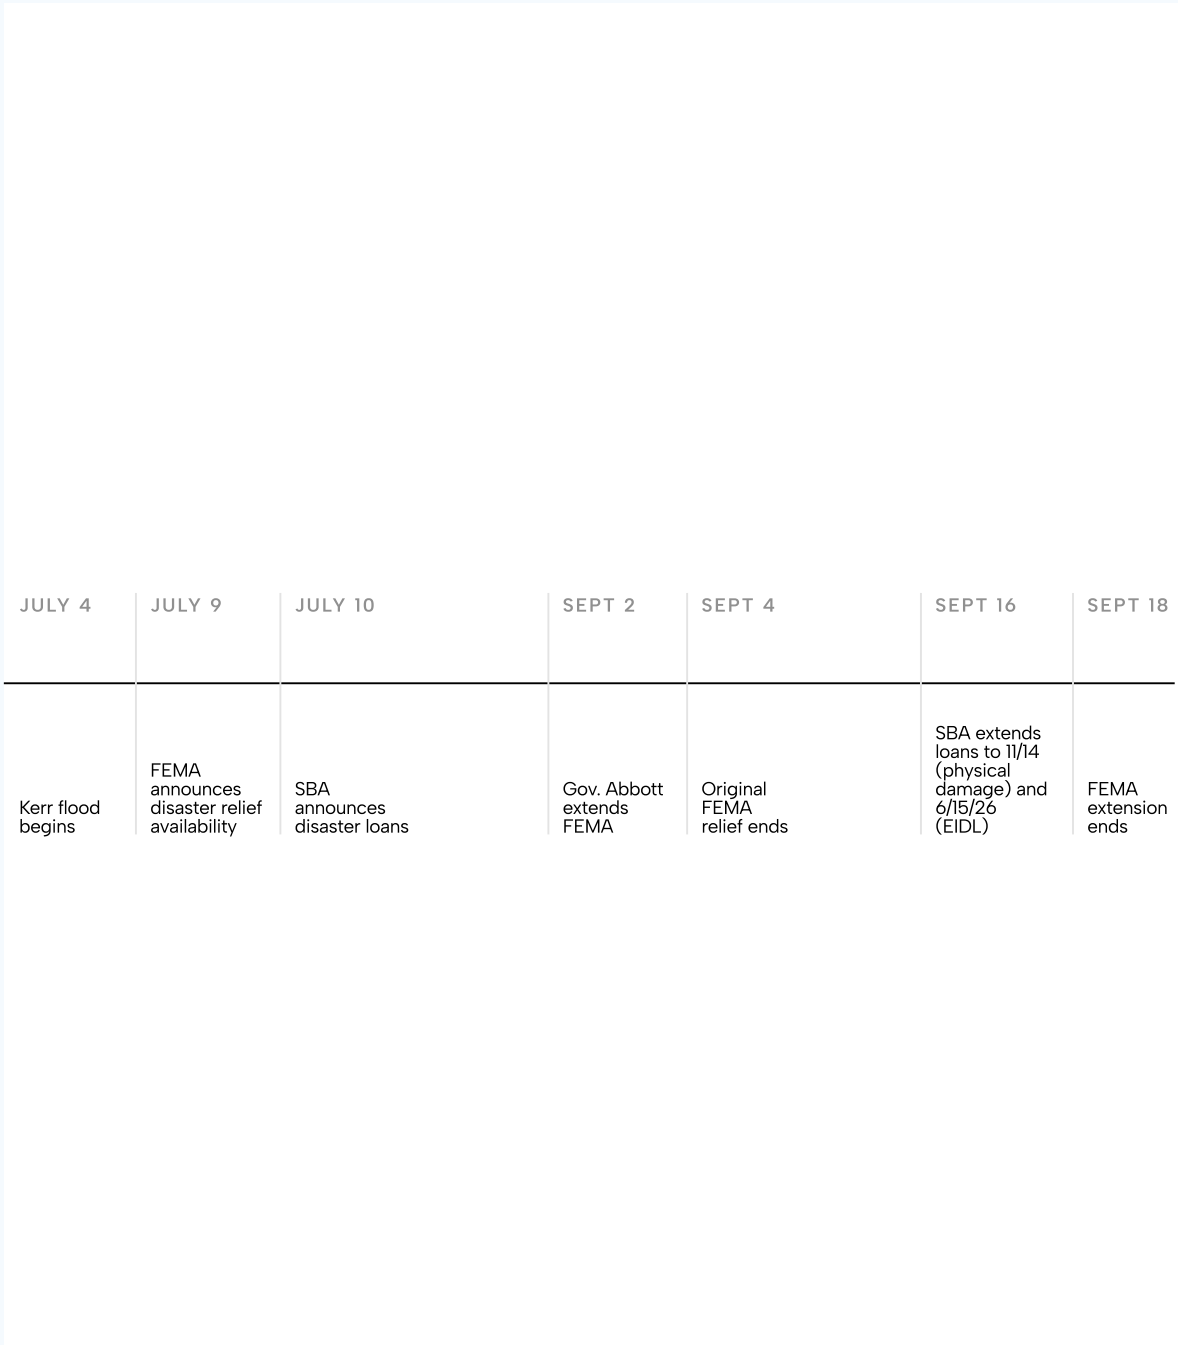 JULY 4
JULY 9
JULY 10
SEPT 2
SEPT 4
SEPT 16
SEPT 18
Kerr flood
begins
FEMA
announces
disaster relief
availability
SBA
announces
disaster loans
Gov. Abbott
extends
FEMA
Original
FEMA
relief ends
SBA extends
loans to 11/14
(physical
damage) and
6/15/26
(EIDL)
FEMA
extension
ends